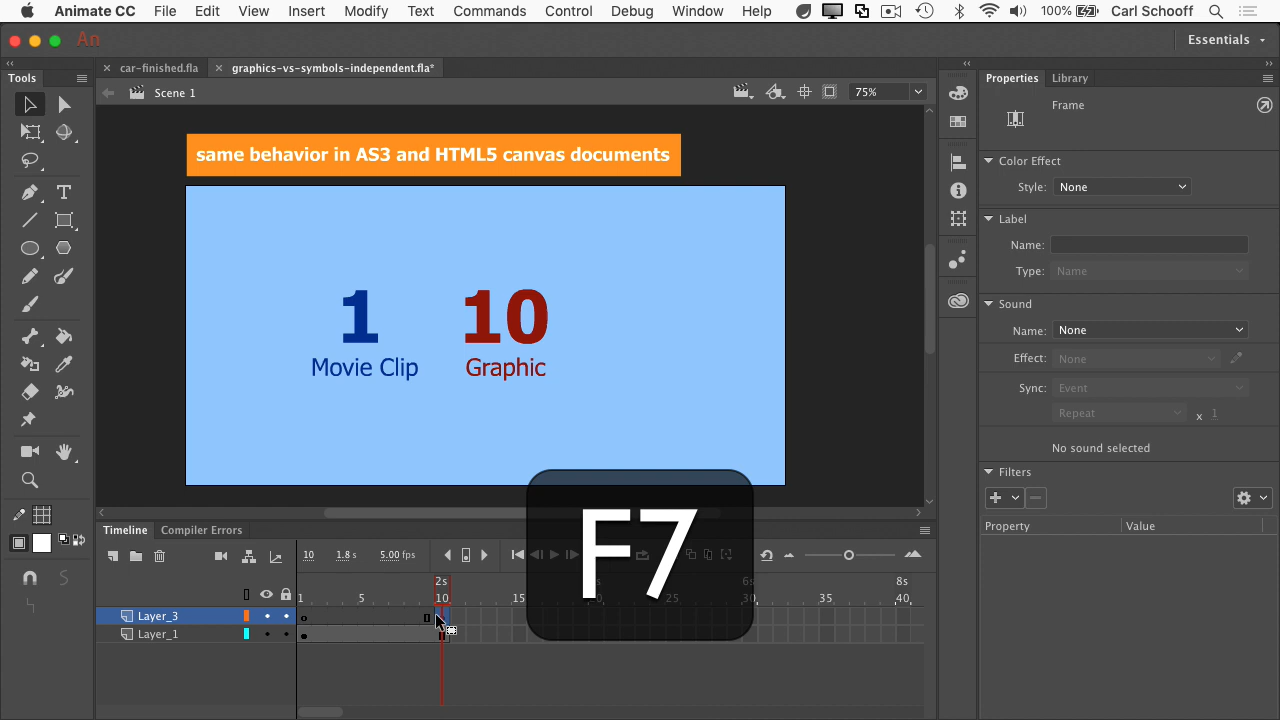 Animate CC File Edit View Insert Modify Text Commands Control Debug Window Help 100% Carl Schooff
An Essentials
Tools × car-finished.fla × graphics-vs-symbols-independent.fla* Properties Library
Scene 1 75% Frame
same behavior in AS3 and HTML5 canvas documents
Color Effect
Style: None
Label
Name:
Type: Name
1 10
Movie Clip Graphic
Sound
Name: None
Effect: None
Sync: Event
Repeat x 1
No sound selected
Filters
Property Value
F7
Timeline Compiler Errors
10 1.8 s 5.00 fps
2s 6s 8s
1 5 10 15 25 30 35 40
Layer_3
Layer_1